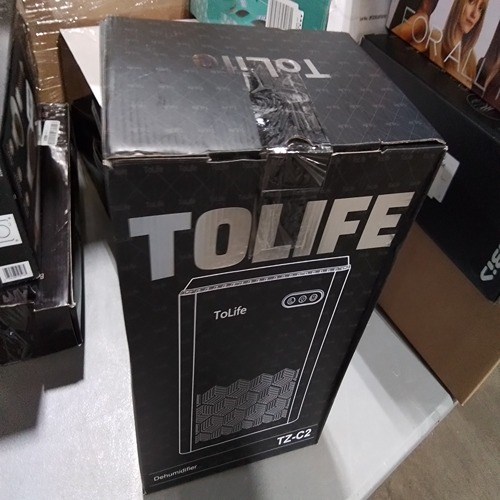 FOR ALL
ToLife
TOLIFE
ToLife
TZ-C2
Dehumidifier